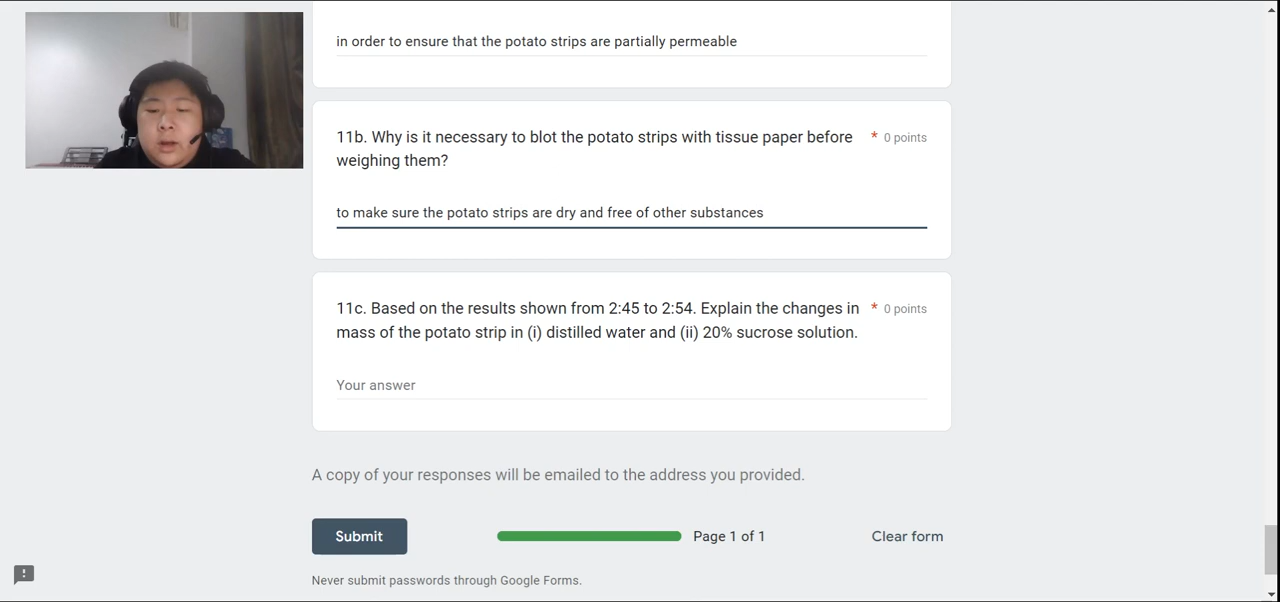 in order to ensure that the potato strips are partially permeable
11b. Why is it necessary to blot the potato strips with tissue paper before * 0 points
weighing them?
to make sure the potato strips are dry and free of other substances
11c. Based on the results shown from 2:45 to 2:54. Explain the changes in * 0 points
mass of the potato strip in (i) distilled water and (ii) 20% sucrose solution.
Your answer
A copy of your responses will be emailed to the address you provided.
Submit Page 1 of 1 Clear form
Never submit passwords through Google Forms.